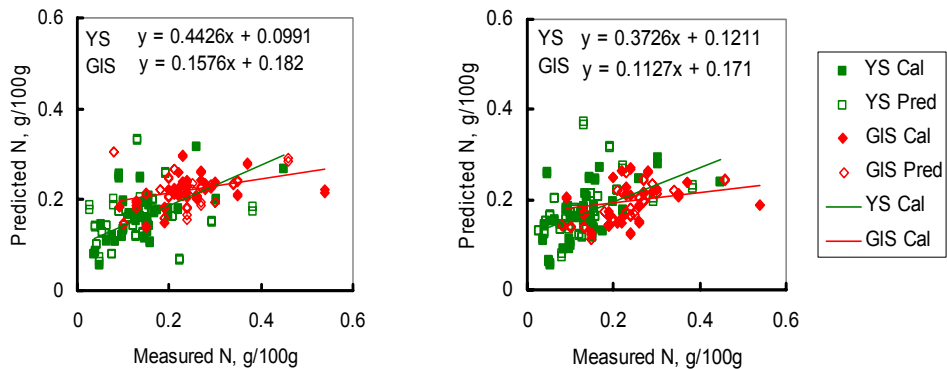 YS y = 0.4426x + 0.0991
GIS y = 0.1576x + 0.182
0.6
0.4
0.2
0
0 0.2 0.4 0.6
Predicted N, g/100g
Measured N, g/100g
YS y = 0.3726x + 0.1211
GIS y = 0.1127x + 0.171
0.6
0.4
0.2
0
0 0.2 0.4 0.6
Predicted N, g/100g
Measured N, g/100g
YS Cal
YS Pred
GIS Cal
GIS Pred
YS Cal
GIS Cal